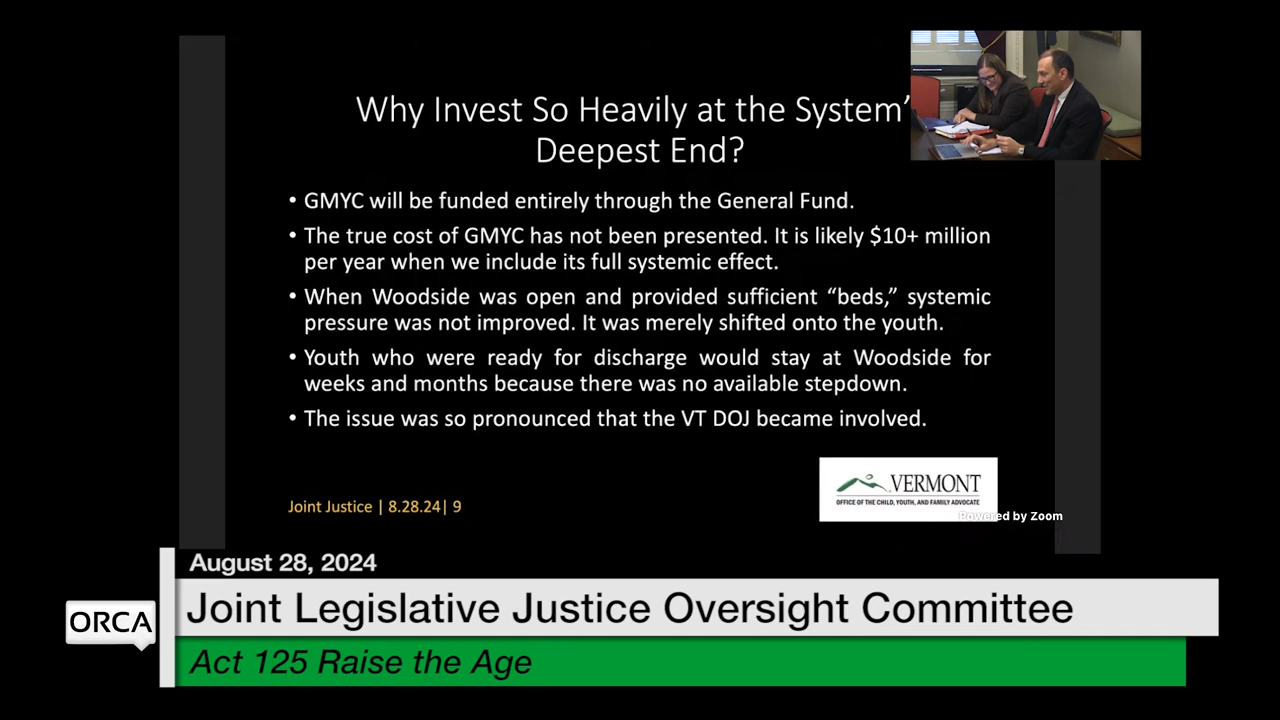 Why Invest So Heavily at the System'
Deepest End?
• GMYC will be funded entirely through the General Fund.
• The true cost of GMYC has not been presented. It is likely $10+ million
per year when we include its full systemic effect.
• When Woodside was open and provided sufficient “beds,” systemic
pressure was not improved. It was merely shifted onto the youth.
• Youth who were ready for discharge would stay at Woodside for
weeks and months because there was no available stepdown.
• The issue was so pronounced that the VT DOJ became involved.
VERMONT
OFFICE OF THE CHILD, YOUTH, AND FAMILY ADVOCATE
Joint Justice | 8.28.24| 9
Powered by Zoom
August 28, 2024
ORCA
Joint Legislative Justice Oversight Committee
Act 125 Raise the Age